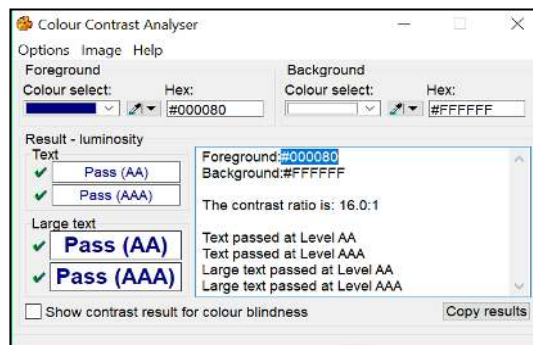 Colour Contrast Analyser
Options Image Help
Foreground
Colour select: Hex:
#000080
Background
Colour select: Hex:
#FFFFFF
Result - luminosity
Text
Pass (AA)
Pass (AAA)
Large text
Pass (AA)
Pass (AAA)
Foreground:#000080
Background:#FFFFFF
The contrast ratio is: 16.0:1
Text passed at Level AA
Text passed at Level AAA
Large text passed at Level AA
Large text passed at Level AAA
Show contrast result for colour blindness
Copy results